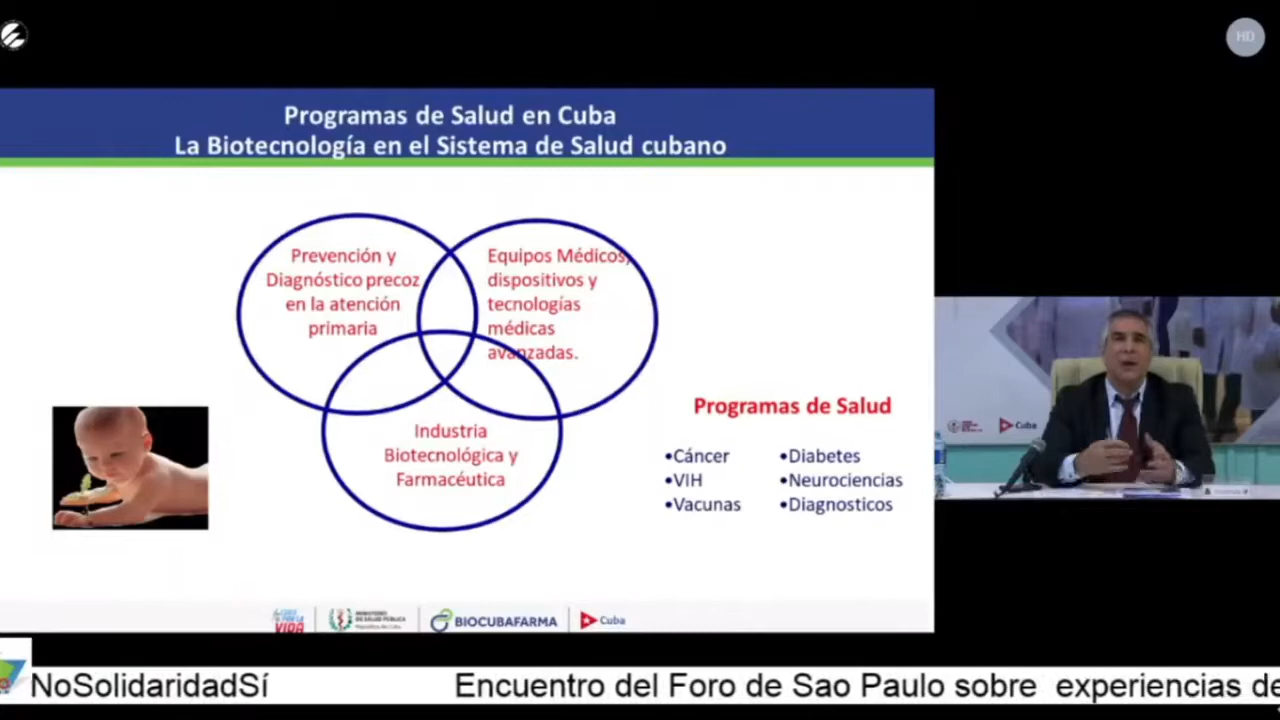 HD
Programas de Salud en Cuba
La Biotecnología en el Sistema de Salud cubano
Prevención y
Diagnóstico precoz
en la atención
primaria
Equipos Médicos,
dispositivos y
tecnologías
médicas
avanzadas.
Industria
Biotecnológica y
Farmacéutica
Programas de Salud
•Cáncer
•VIH
•Vacunas
•Diabetes
•Neurociencias
•Diagnosticos
Cuba
VIDA
MINISTERIO
DE SALUD PÚBLICA
República de Cuba
BIOCUBAFARMA
Cuba
NoSolidaridadSí
Encuentro del Foro de Sao Paulo sobre experiencias de